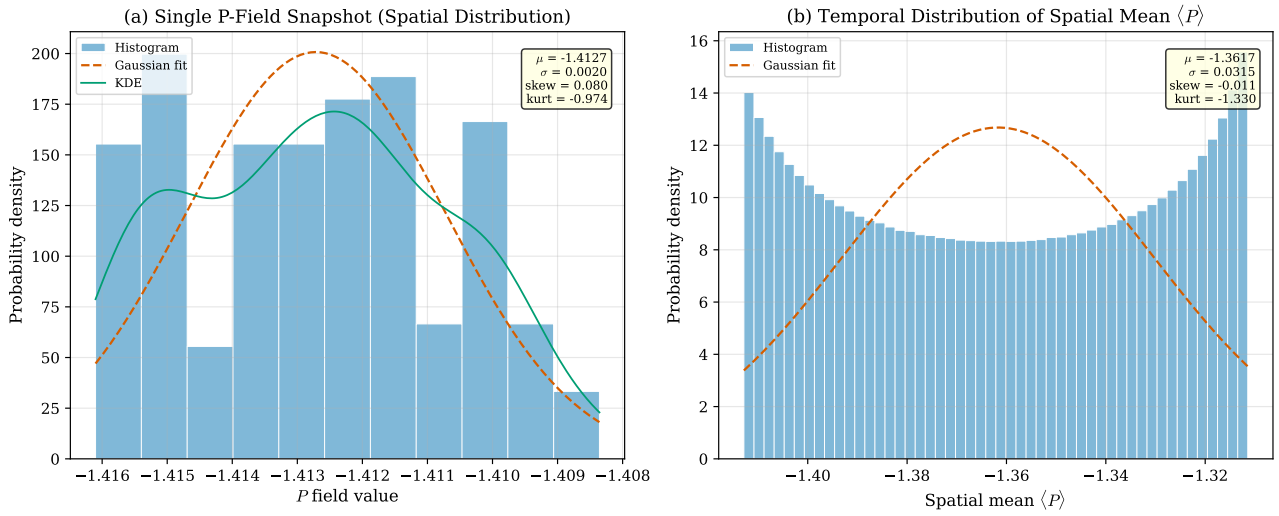 (a) Single P-Field Snapshot (Spatial Distribution)
Histogram
Gaussian fit
KDE
μ = -1.4127
σ = 0.0020
skew = 0.080
kurt = -0.974
200
175
150
125
100
75
50
25
0
Probability density
−1.416
−1.415
−1.414
−1.413
−1.412
−1.411
−1.410
−1.409
−1.408
P field value
(b) Temporal Distribution of Spatial Mean ⟨P⟩
Histogram
Gaussian fit
μ = -1.3617
σ = 0.0315
skew = -0.011
kurt = -1.330
16
14
12
10
8
6
4
2
0
Probability density
−1.40
−1.38
−1.36
−1.34
−1.32
Spatial mean ⟨P⟩